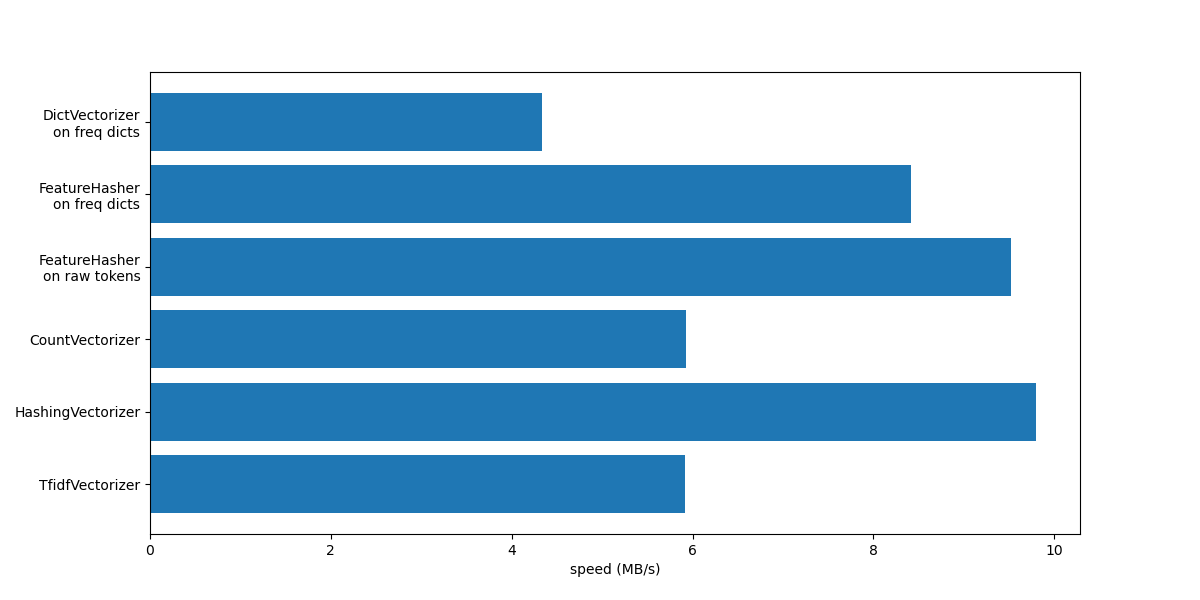 DictVectorizer
on freq dicts
FeatureHasher
on freq dicts
FeatureHasher
on raw tokens
CountVectorizer
HashingVectorizer
TfidfVectorizer
0 2 4 6 8 10
speed (MB/s)